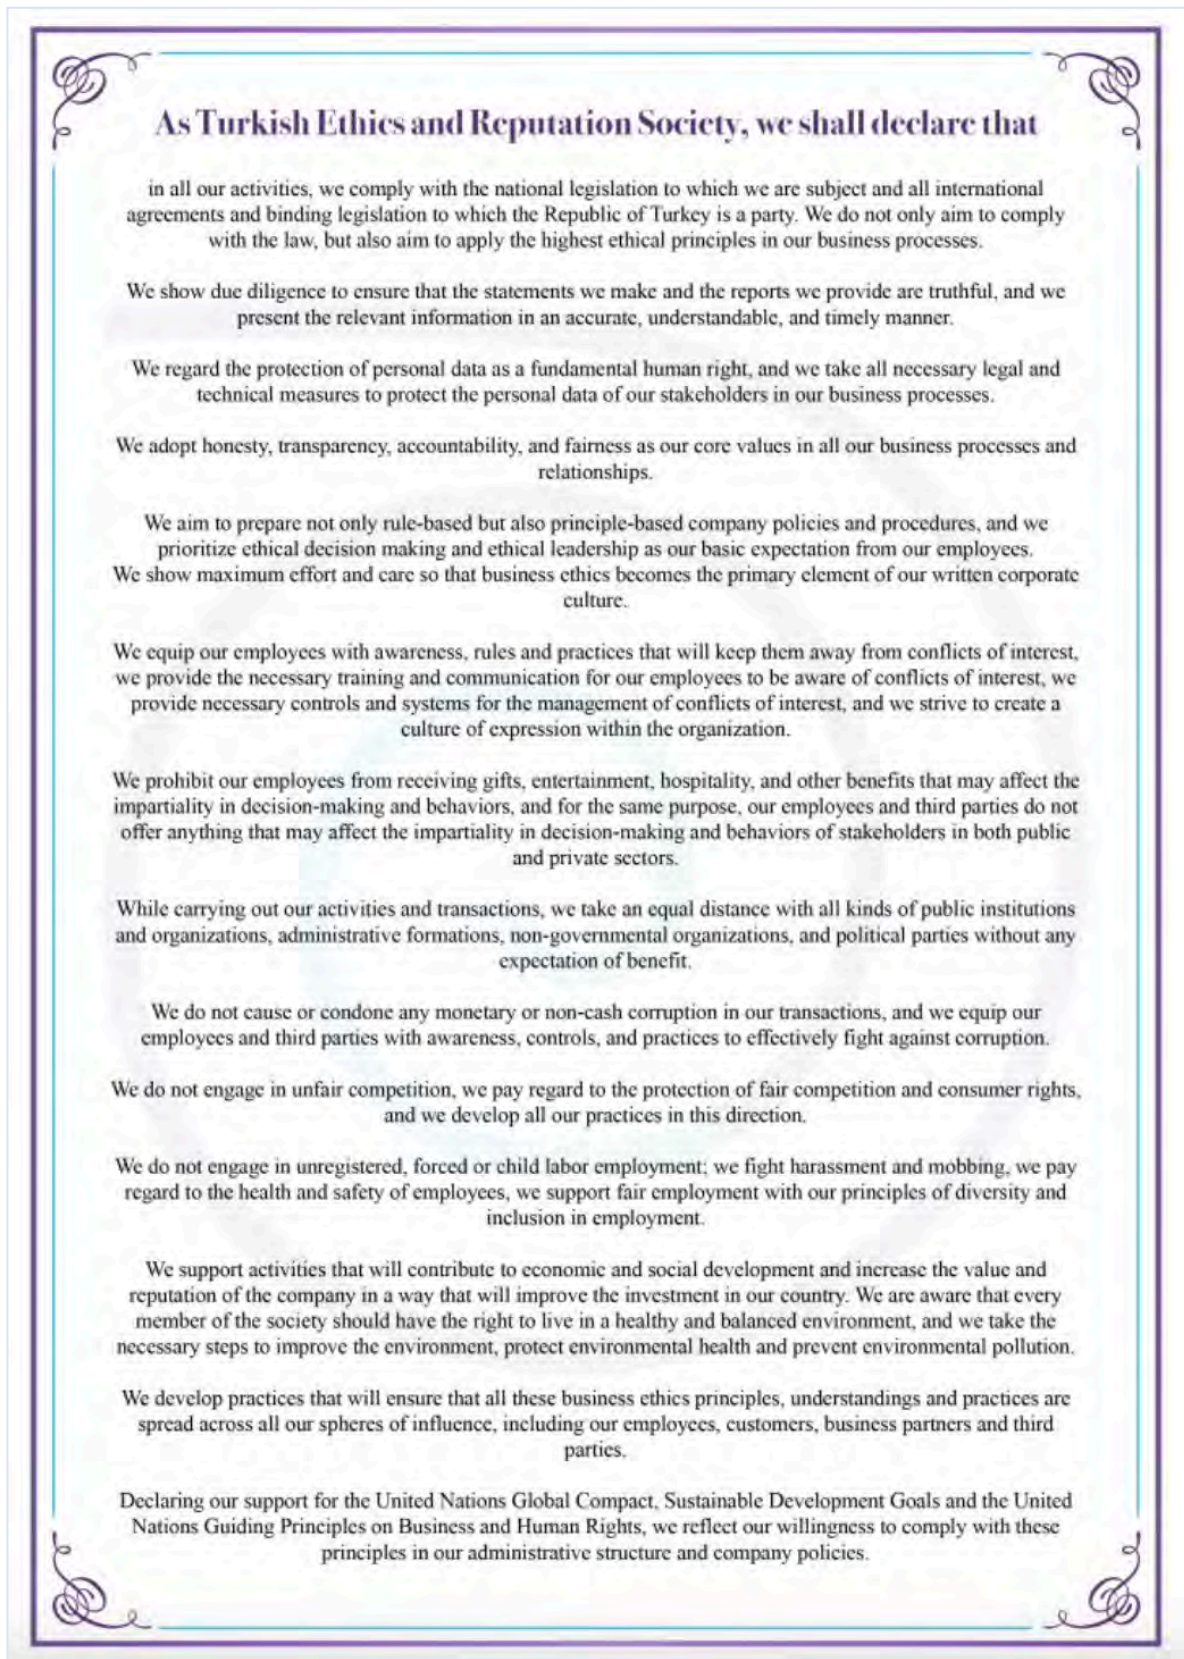 As Turkish Ethics and Reputation Society, we shall declare that
in all our activities, we comply with the national legislation to which we are subject and all international
agreements and binding legislation to which the Republic of Turkey is a party. We do not only aim to comply
with the law, but also aim to apply the highest ethical principles in our business processes.
We show due diligence to ensure that the statements we make and the reports we provide are truthful, and we
present the relevant information in an accurate, understandable, and timely manner.
We regard the protection of personal data as a fundamental human right, and we take all necessary legal and
technical measures to protect the personal data of our stakeholders in our business processes.
We adopt honesty, transparency, accountability, and fairness as our core values in all our business processes and
relationships.
We aim to prepare not only rule-based but also principle-based company policies and procedures, and we
prioritize ethical decision making and ethical leadership as our basic expectation from our employees.
We show maximum effort and care so that business ethics becomes the primary element of our written corporate
culture.
We equip our employees with awareness, rules and practices that will keep them away from conflicts of interest,
we provide the necessary training and communication for our employees to be aware of conflicts of interest, we
provide necessary controls and systems for the management of conflicts of interest, and we strive to create a
culture of expression within the organization.
We prohibit our employees from receiving gifts, entertainment, hospitality, and other benefits that may affect the
impartiality in decision-making and behaviors, and for the same purpose, our employees and third parties do not
offer anything that may affect the impartiality in decision-making and behaviors of stakeholders in both public
and private sectors.
While carrying out our activities and transactions, we take an equal distance with all kinds of public institutions
and organizations, administrative formations, non-governmental organizations, and political parties without any
expectation of benefit.
We do not cause or condone any monetary or non-cash corruption in our transactions, and we equip our
employees and third parties with awareness, controls, and practices to effectively fight against corruption.
We do not engage in unfair competition, we pay regard to the protection of fair competition and consumer rights,
and we develop all our practices in this direction.
We do not engage in unregistered, forced or child labor employment; we fight harassment and mobbing, we pay
regard to the health and safety of employees, we support fair employment with our principles of diversity and
inclusion in employment.
We support activities that will contribute to economic and social development and increase the value and
reputation of the company in a way that will improve the investment in our country. We are aware that every
member of the society should have the right to live in a healthy and balanced environment, and we take the
necessary steps to improve the environment, protect environmental health and prevent environmental pollution.
We develop practices that will ensure that all these business ethics principles, understandings and practices are
spread across all our spheres of influence, including our employees, customers, business partners and third
parties.
Declaring our support for the United Nations Global Compact, Sustainable Development Goals and the United
Nations Guiding Principles on Business and Human Rights, we reflect our willingness to comply with these
principles in our administrative structure and company policies.